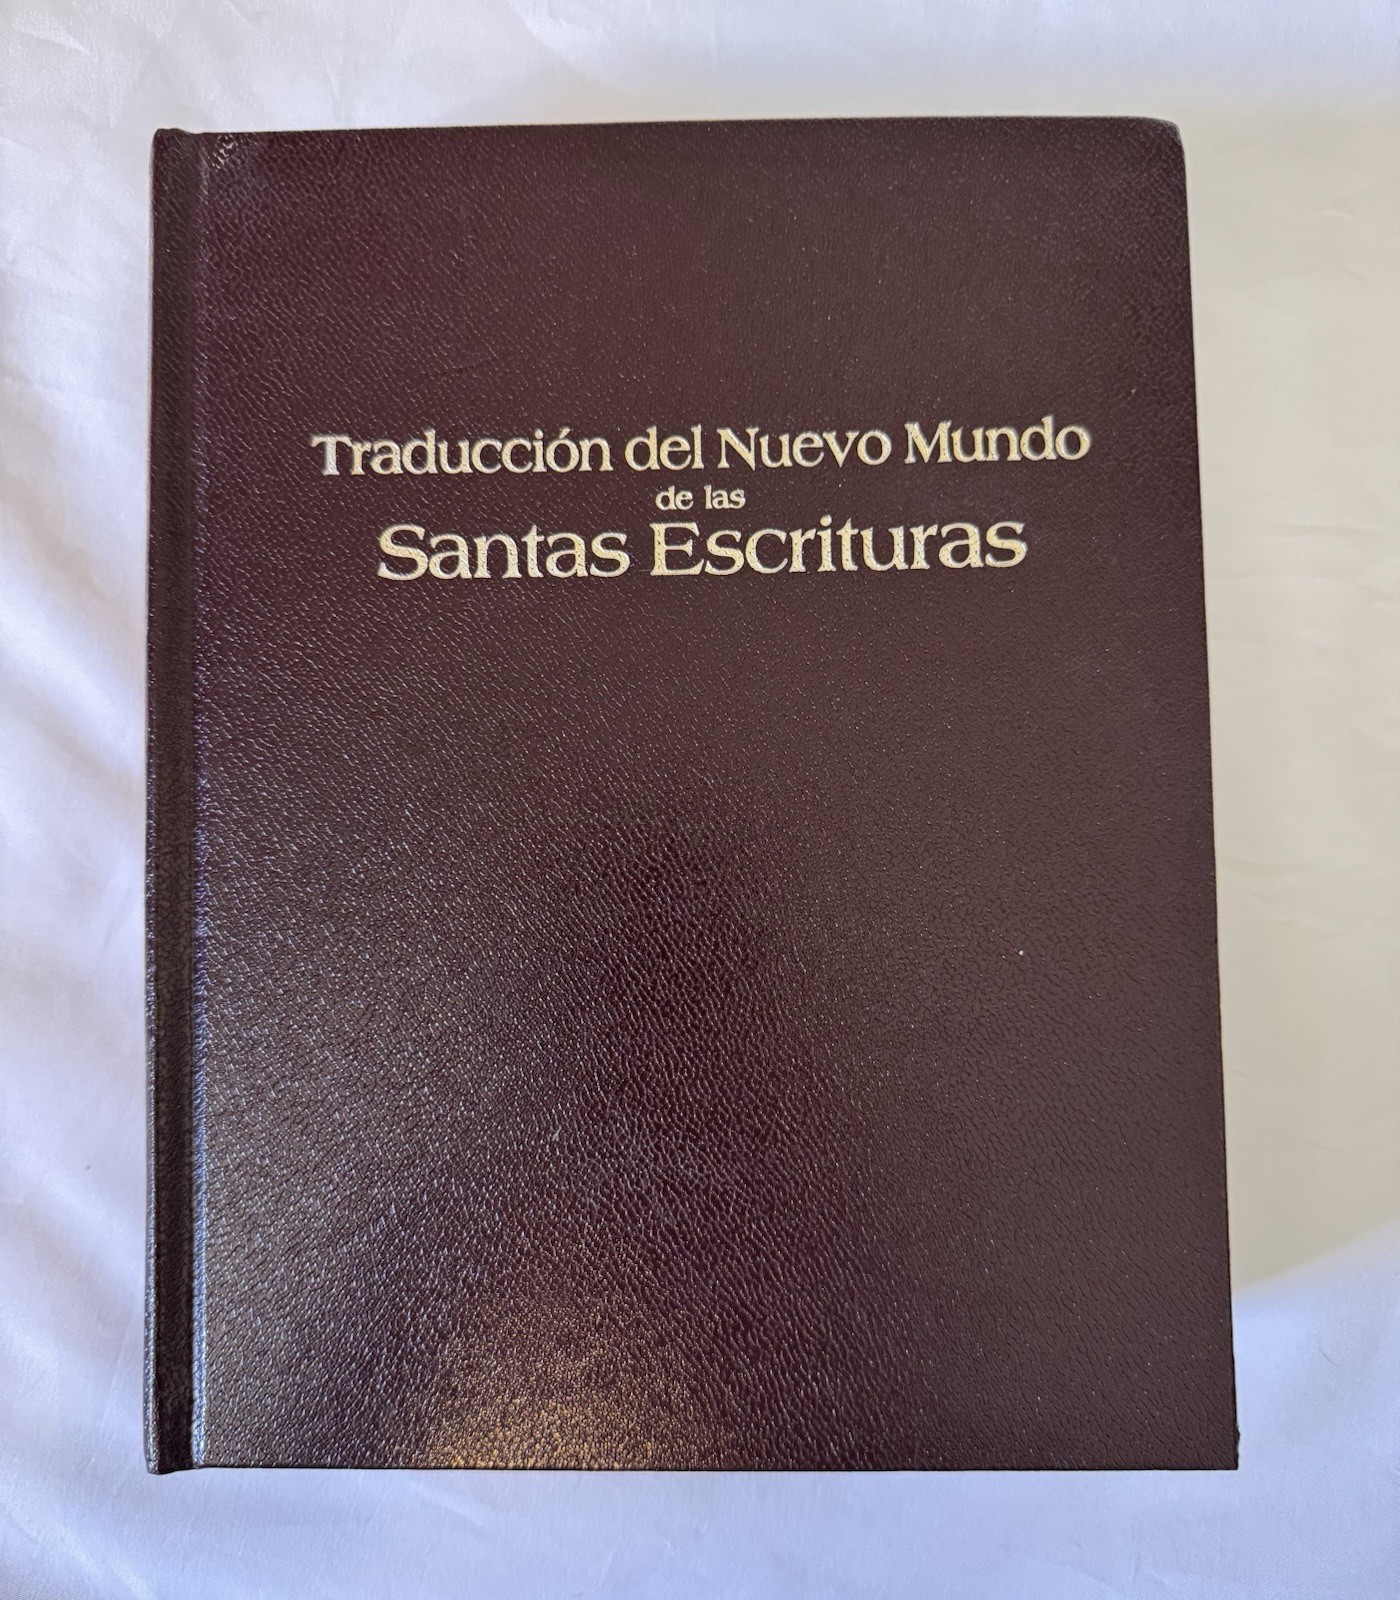 Traducción del Nuevo Mundo
de las
Santas Escrituras